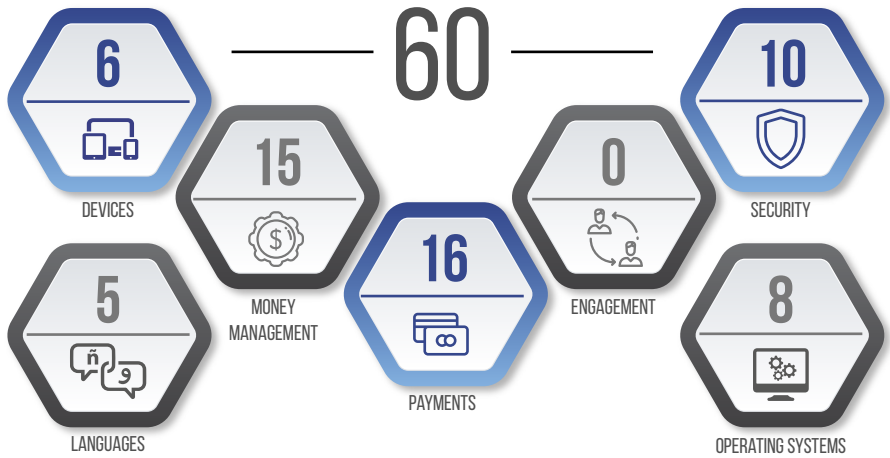 60
6
DEVICES
15
MONEY
MANAGEMENT
16
PAYMENTS
0
ENGAGEMENT
10
SECURITY
5
ñ
و
LANGUAGES
8
OPERATING SYSTEMS